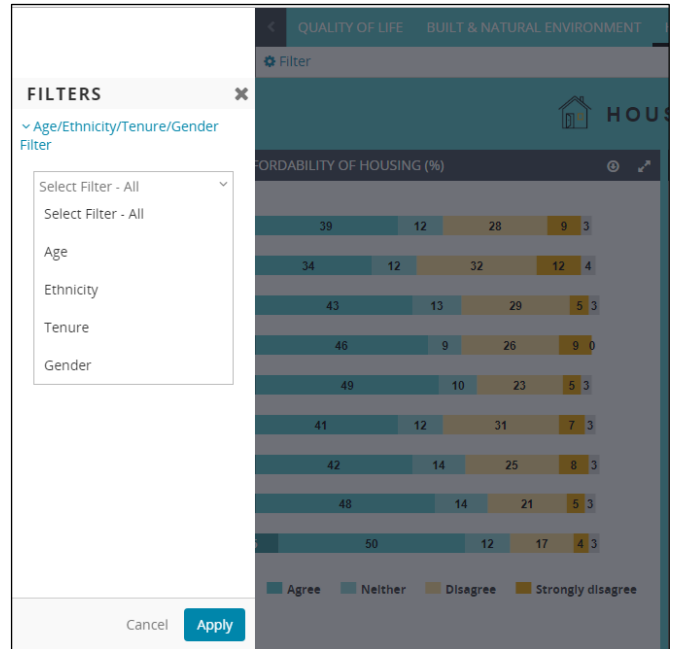 QUALITY OF LIFE BUILT & NATURAL ENVIRONMENT
Filter
FILTERS
Age/Ethnicity/Tenure/Gender
Filter
HOUS
FORDABILITY OF HOUSING (%)
Select Filter - All
Select Filter - All
Age
Ethnicity
Tenure
Gender
39 12 28 9 3
34 12 32 12 4
43 13 29 5 3
46 9 26 9 0
49 10 23 5 3
41 12 31 7 3
42 14 25 8 3
48 14 21 5 3
50 12 17 4 3
Agree Neither Disagree Strongly disagree
Cancel Apply